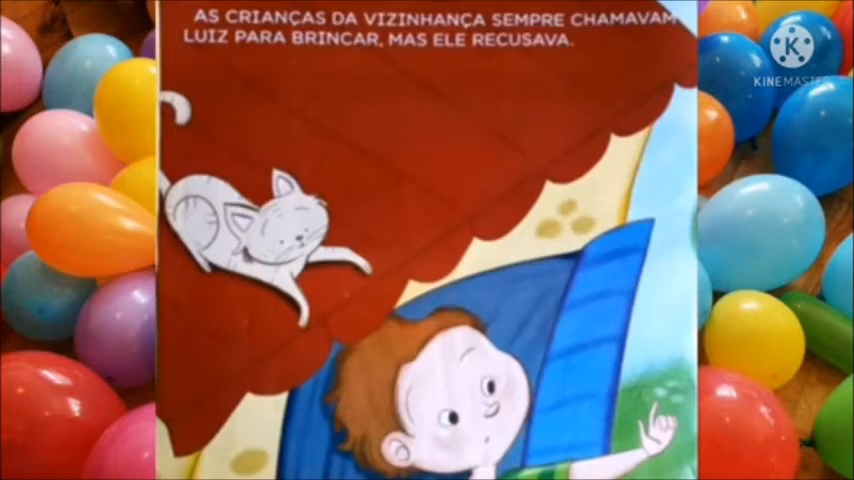 AS CRIANÇAS DA VIZINHANÇA SEMPRE CHAMAVAM
LUIZ PARA BRINCAR, MAS ELE RECUSAVA.
K
KINEMASTER